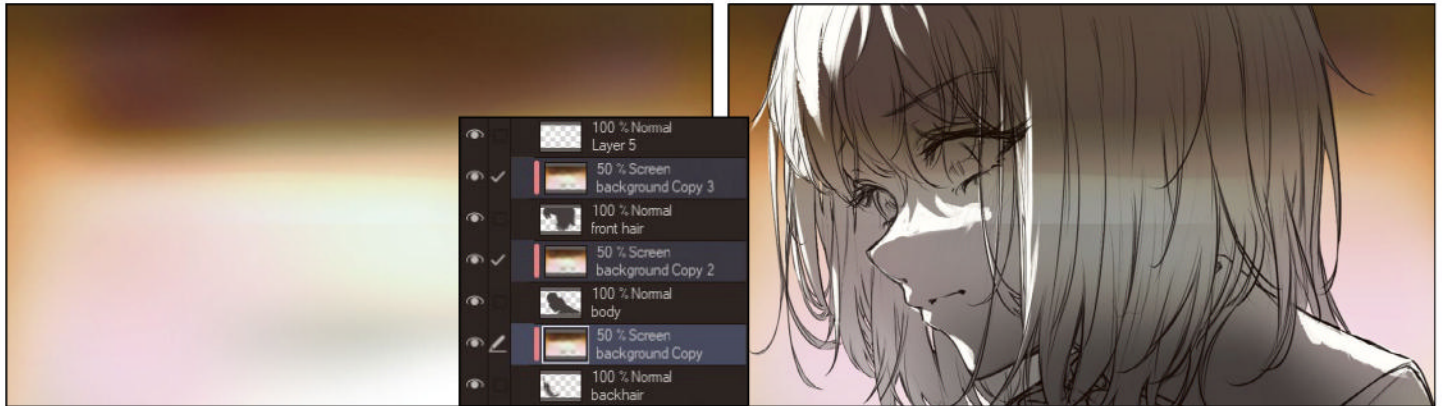 100 % Normal
Layer 5
50 % Screen
background Copy 3
100 % Normal
front hair
50 % Screen
background Copy 2
100 % Normal
body
50 % Screen
background Copy
100 % Normal
backhair